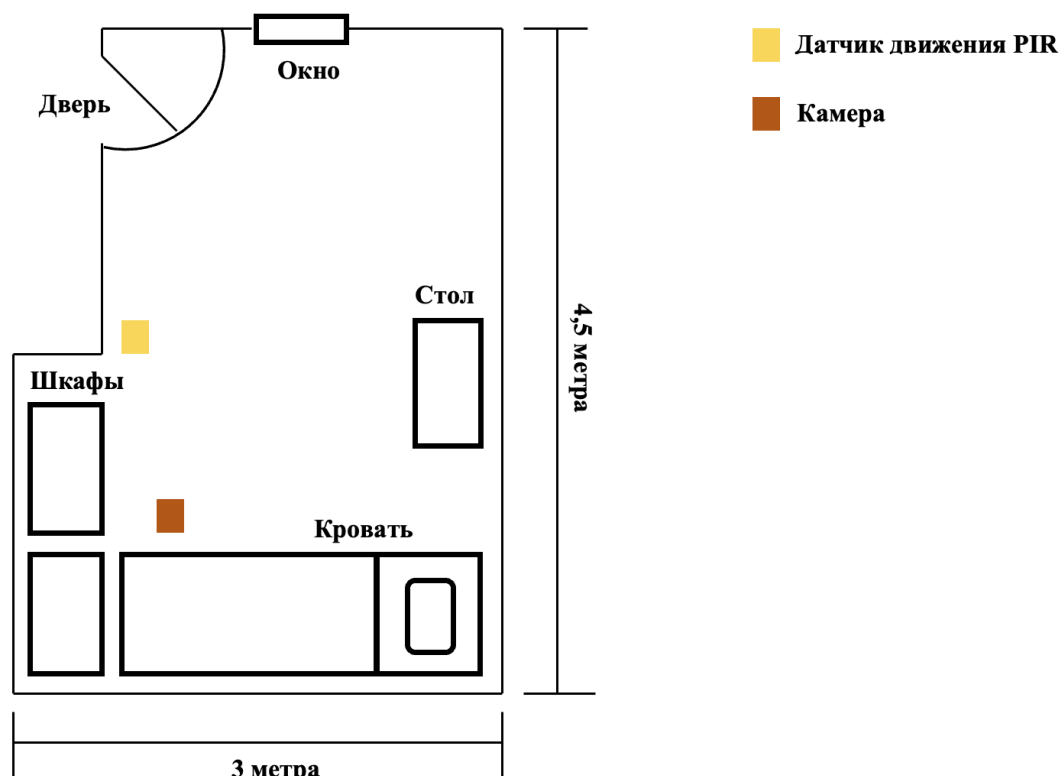 Окно
Дверь
Стол
Шкафы
Кровать
4,5 метра
3 метра
Датчик движения PIR
Камера